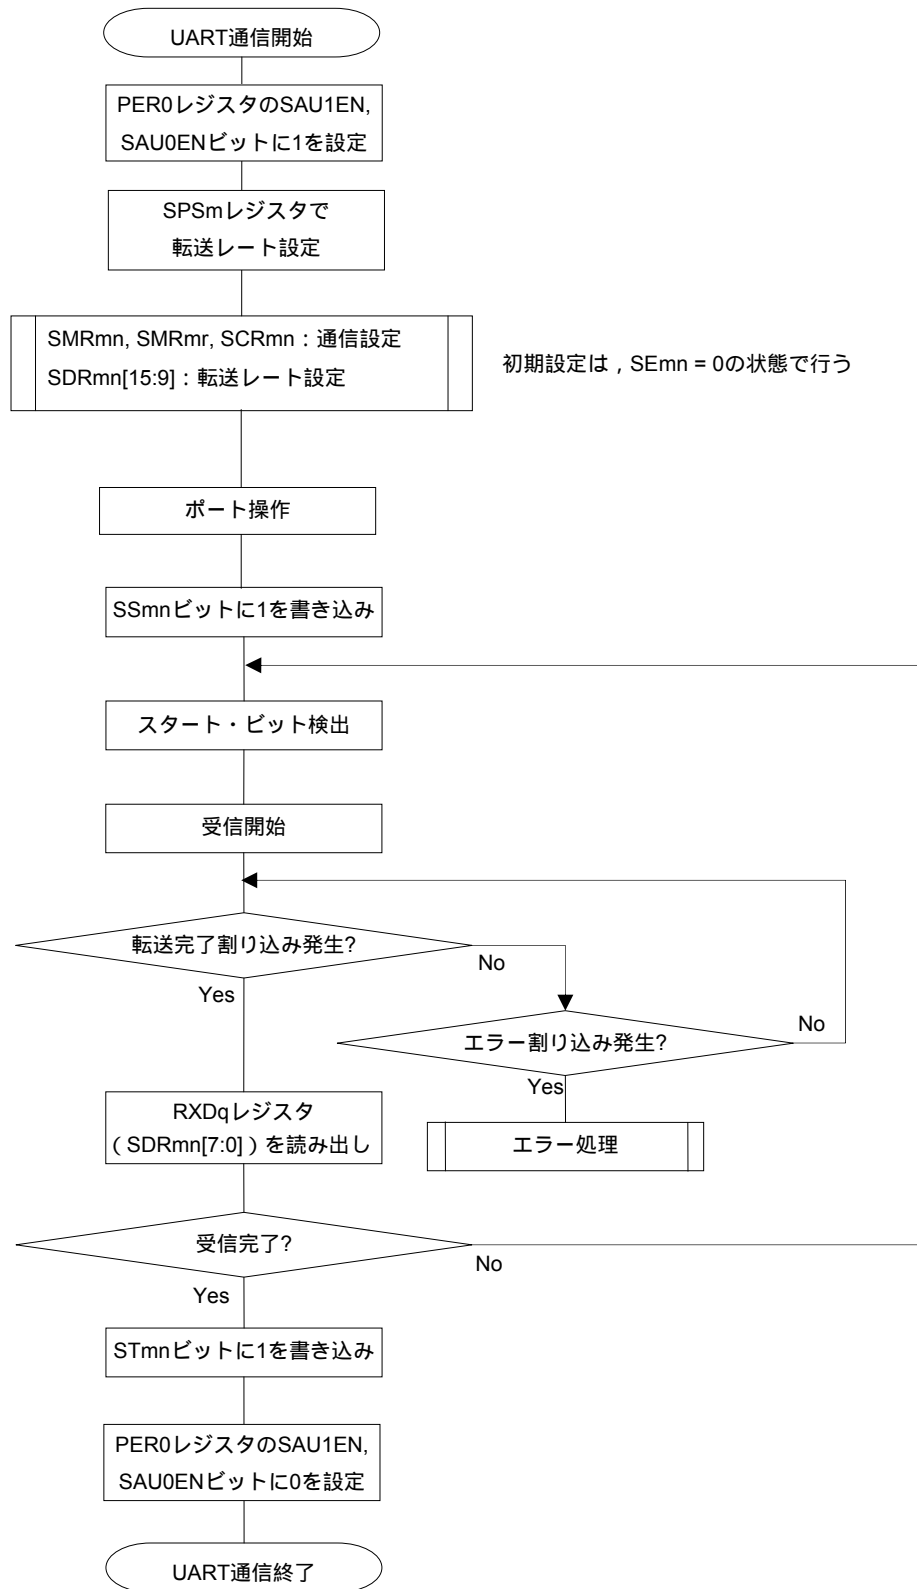 UART通信開始
PER0レジスタのSAU1EN,
SAU0ENビットに1を設定
SPSmレジスタで
転送レート設定
SMRmn, SMRmr, SCRmn：通信設定
SDRmn[15:9]：転送レート設定
初期設定は，SEmn = 0の状態で行う
ポート操作
SSmnビットに1を書き込み
スタート・ビット検出
受信開始
転送完了割り込み発生?
No
Yes
エラー割り込み発生?
No
Yes
RXDqレジスタ
（SDRmn[7:0]）を読み出し
エラー処理
受信完了?
No
Yes
STmnビットに1を書き込み
PER0レジスタのSAU1EN,
SAU0ENビットに0を設定
UART通信終了